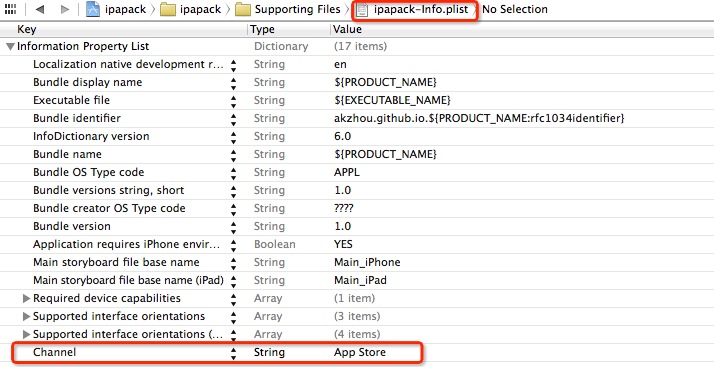 ipapack ipapack Supporting Files ipapack-Info.plist No Selection
Key Type Value
Information Property List Dictionary (17 items)
Localization native development r... String en
Bundle display name String ${PRODUCT_NAME}
Executable file String ${EXECUTABLE_NAME}
Bundle identifier String akzhou.github.io.${PRODUCT_NAME:rfc1034identifier}
InfoDictionary version String 6.0
Bundle name String ${PRODUCT_NAME}
Bundle OS Type code String APPL
Bundle versions string, short String 1.0
Bundle creator OS Type code String ????
Bundle version String 1.0
Application requires iPhone envir... Boolean YES
Main storyboard file base name String Main_iPhone
Main storyboard file base name (iPad) String Main_iPad
Required device capabilities Array (1 item)
Supported interface orientations Array (3 items)
Supported interface orientations (... Array (4 items)
Channel String App Store